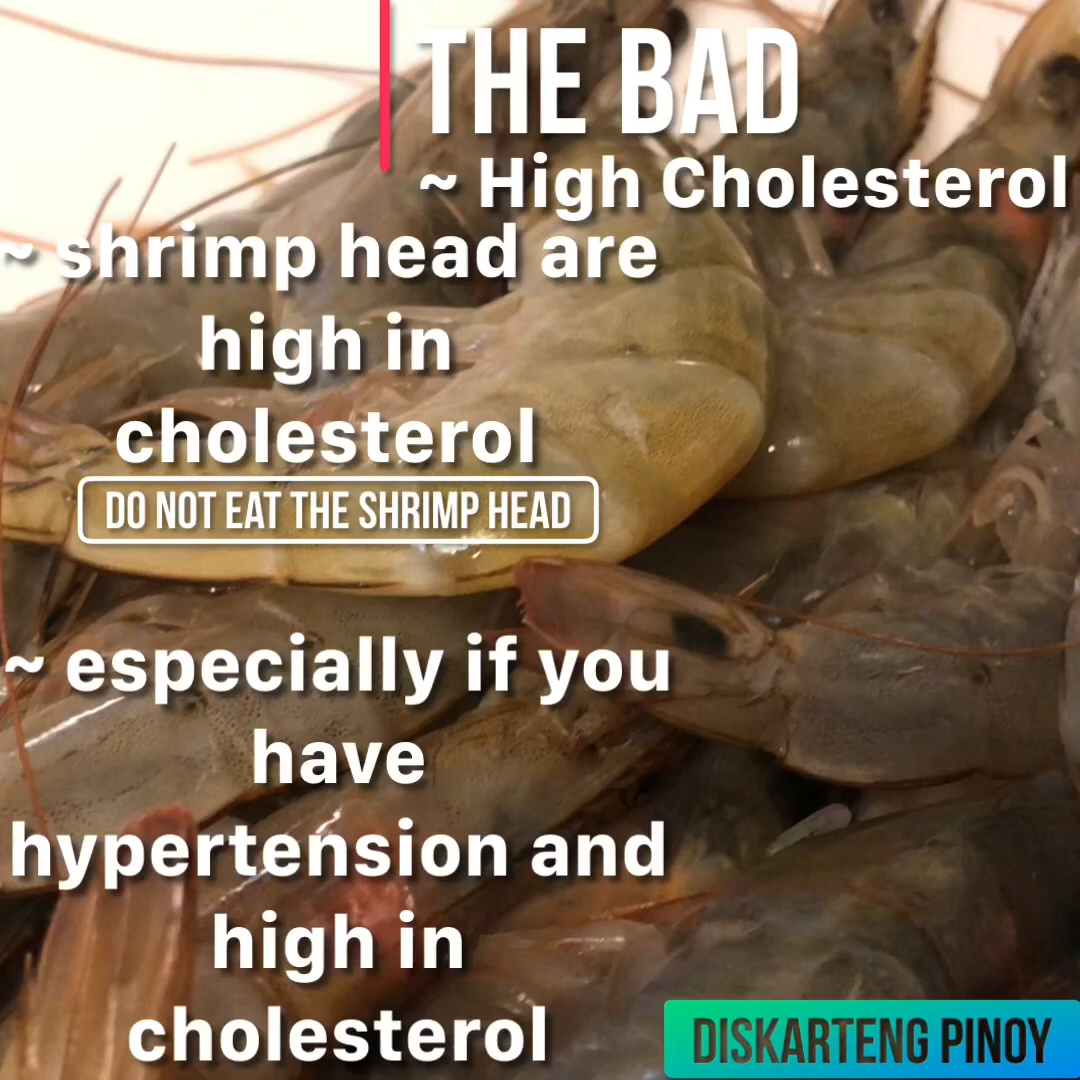 THE BAD
~ High Cholesterol
~ shrimp head are
high in
cholesterol
DO NOT EAT THE SHRIMP HEAD
~ especially if you
have
hypertension and
high in
cholesterol
DISKARTENG PINOY